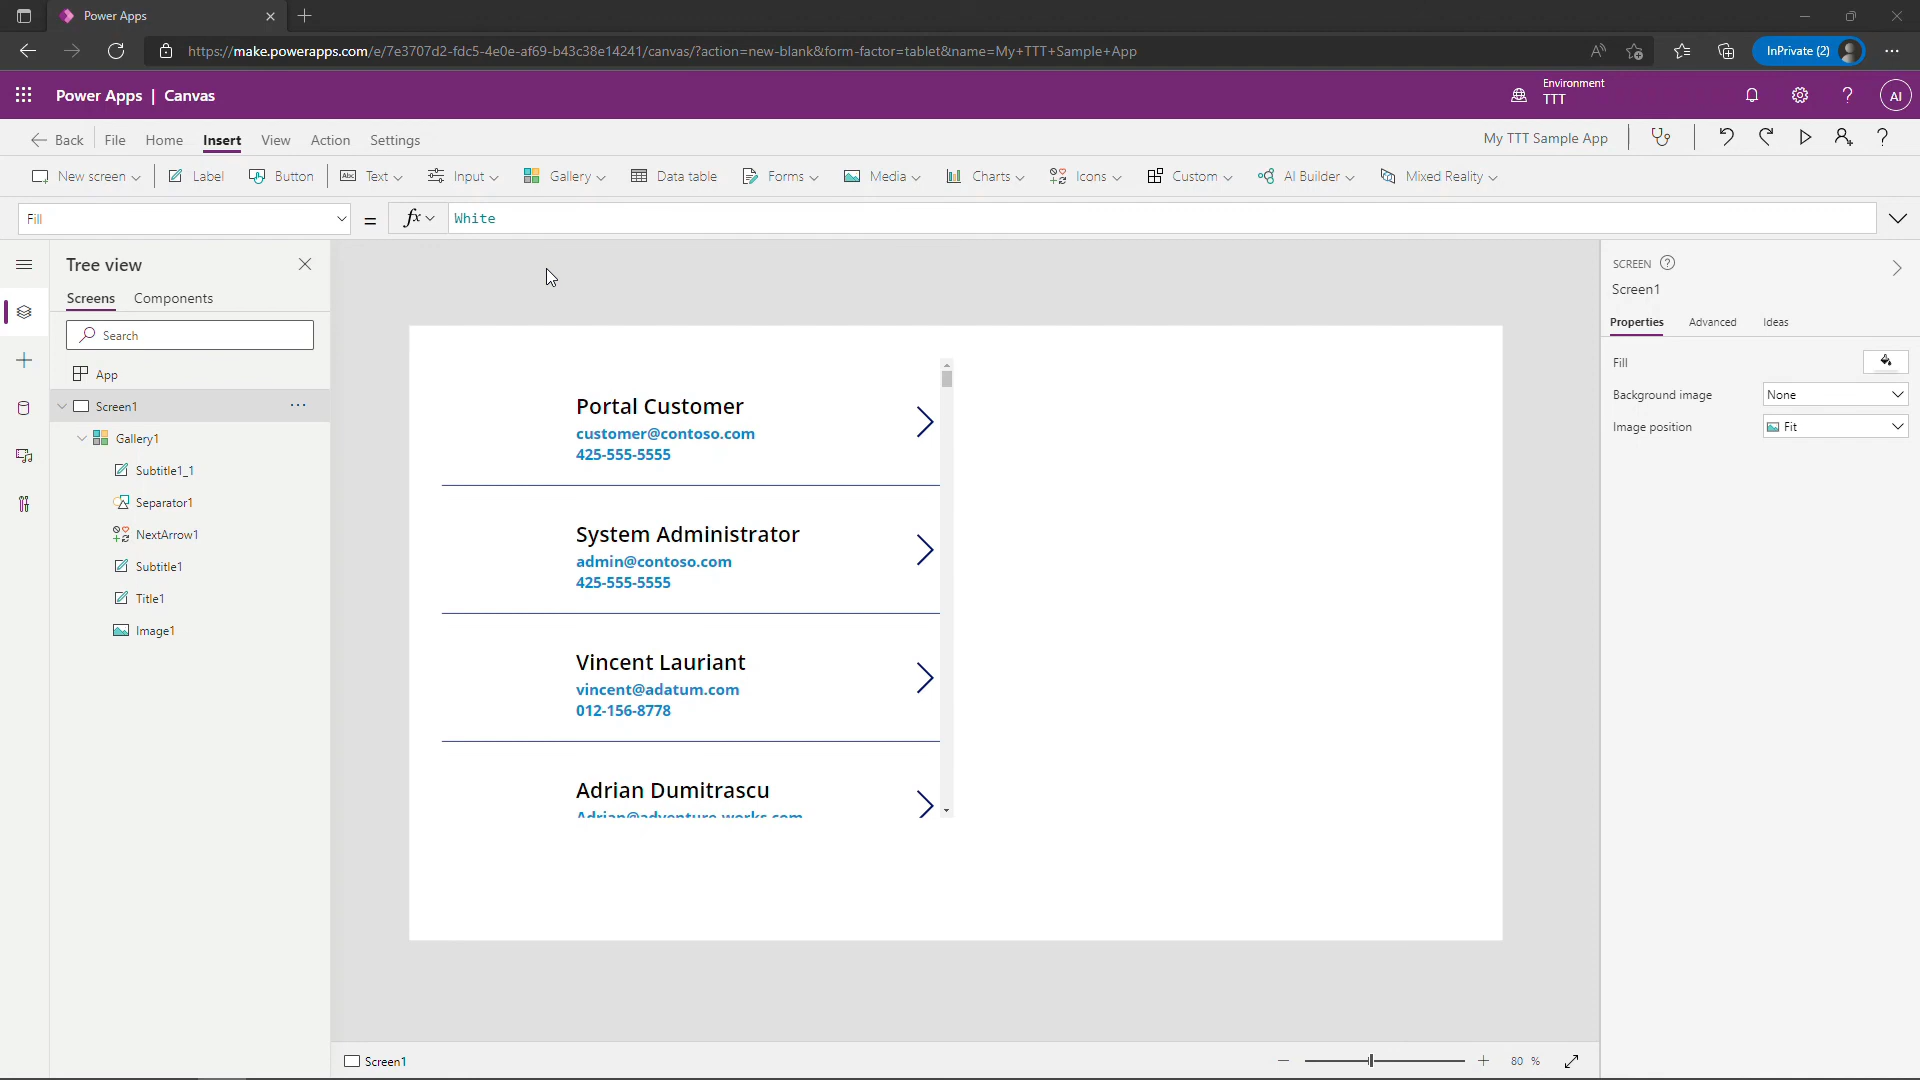 Power Apps
https://make.powerapps.com/e/7e3707d2-fdc5-4e0e-af69-b43c38e14241/canvas/?action=new-blank&form-factor=tablet&name=My+TTT+Sample+App
InPrivate (2)
Power Apps | Canvas
Environment
TTT
AI
Back
File
Home
Insert
View
Action
Settings
My TTT Sample App
New screen
Label
Button
Text
Input
Gallery
Data table
Forms
Media
Charts
Icons
Custom
AI Builder
Mixed Reality
Fill
=
fx
White
Tree view
Screens
Components
Search
App
Screen1
Gallery1
Subtitle1_1
Separator1
NextArrow1
Subtitle1
Title1
Image1
Portal Customer
customer@contoso.com
425-555-5555
System Administrator
admin@contoso.com
425-555-5555
Vincent Lauriant
vincent@adatum.com
012-156-8778
Adrian Dumitrascu
Adrian@adventure-works.com
SCREEN
Screen1
Properties
Advanced
Ideas
Fill
Background image
None
Image position
Fit
Screen1
80 %